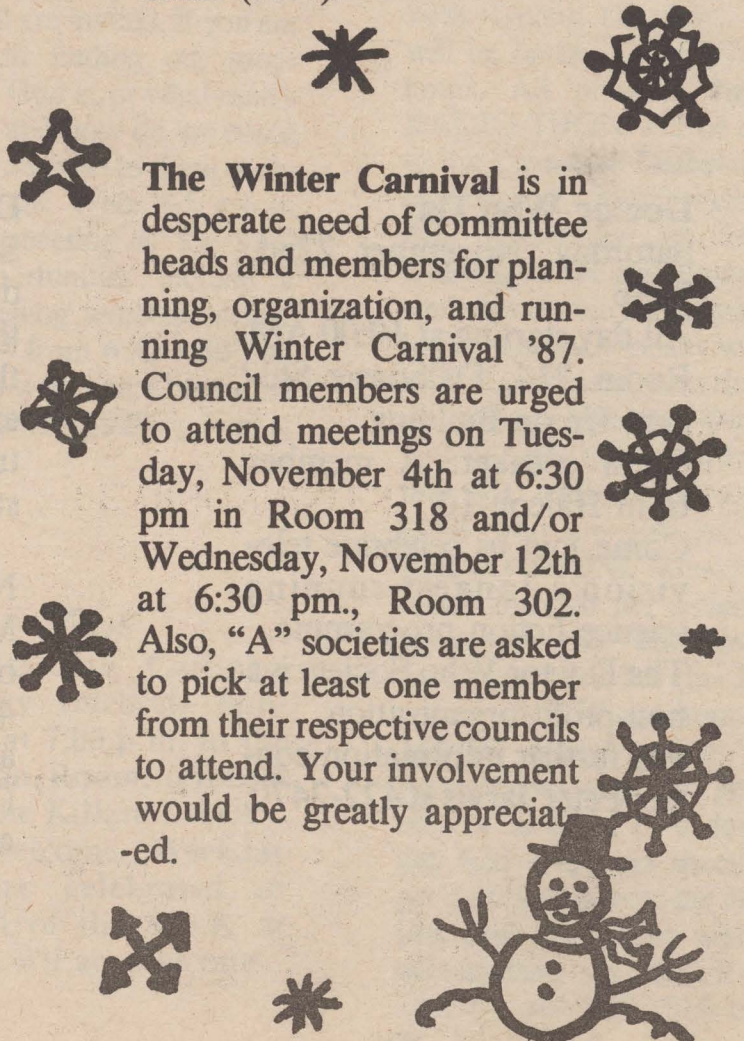 The Winter Carnival is in
desperate need of committee
heads and members for plan-
ning, organization, and run-
ning Winter Carnival '87.
Council members are urged
to attend meetings on Tues-
day, November 4th at 6:30
pm in Room 318 and/or
Wednesday, November 12th
at 6:30 pm., Room 302.
Also, “A” societies are asked
to pick at least one member
from their respective councils
to attend. Your involvement
would be greatly appreciat-
-ed.